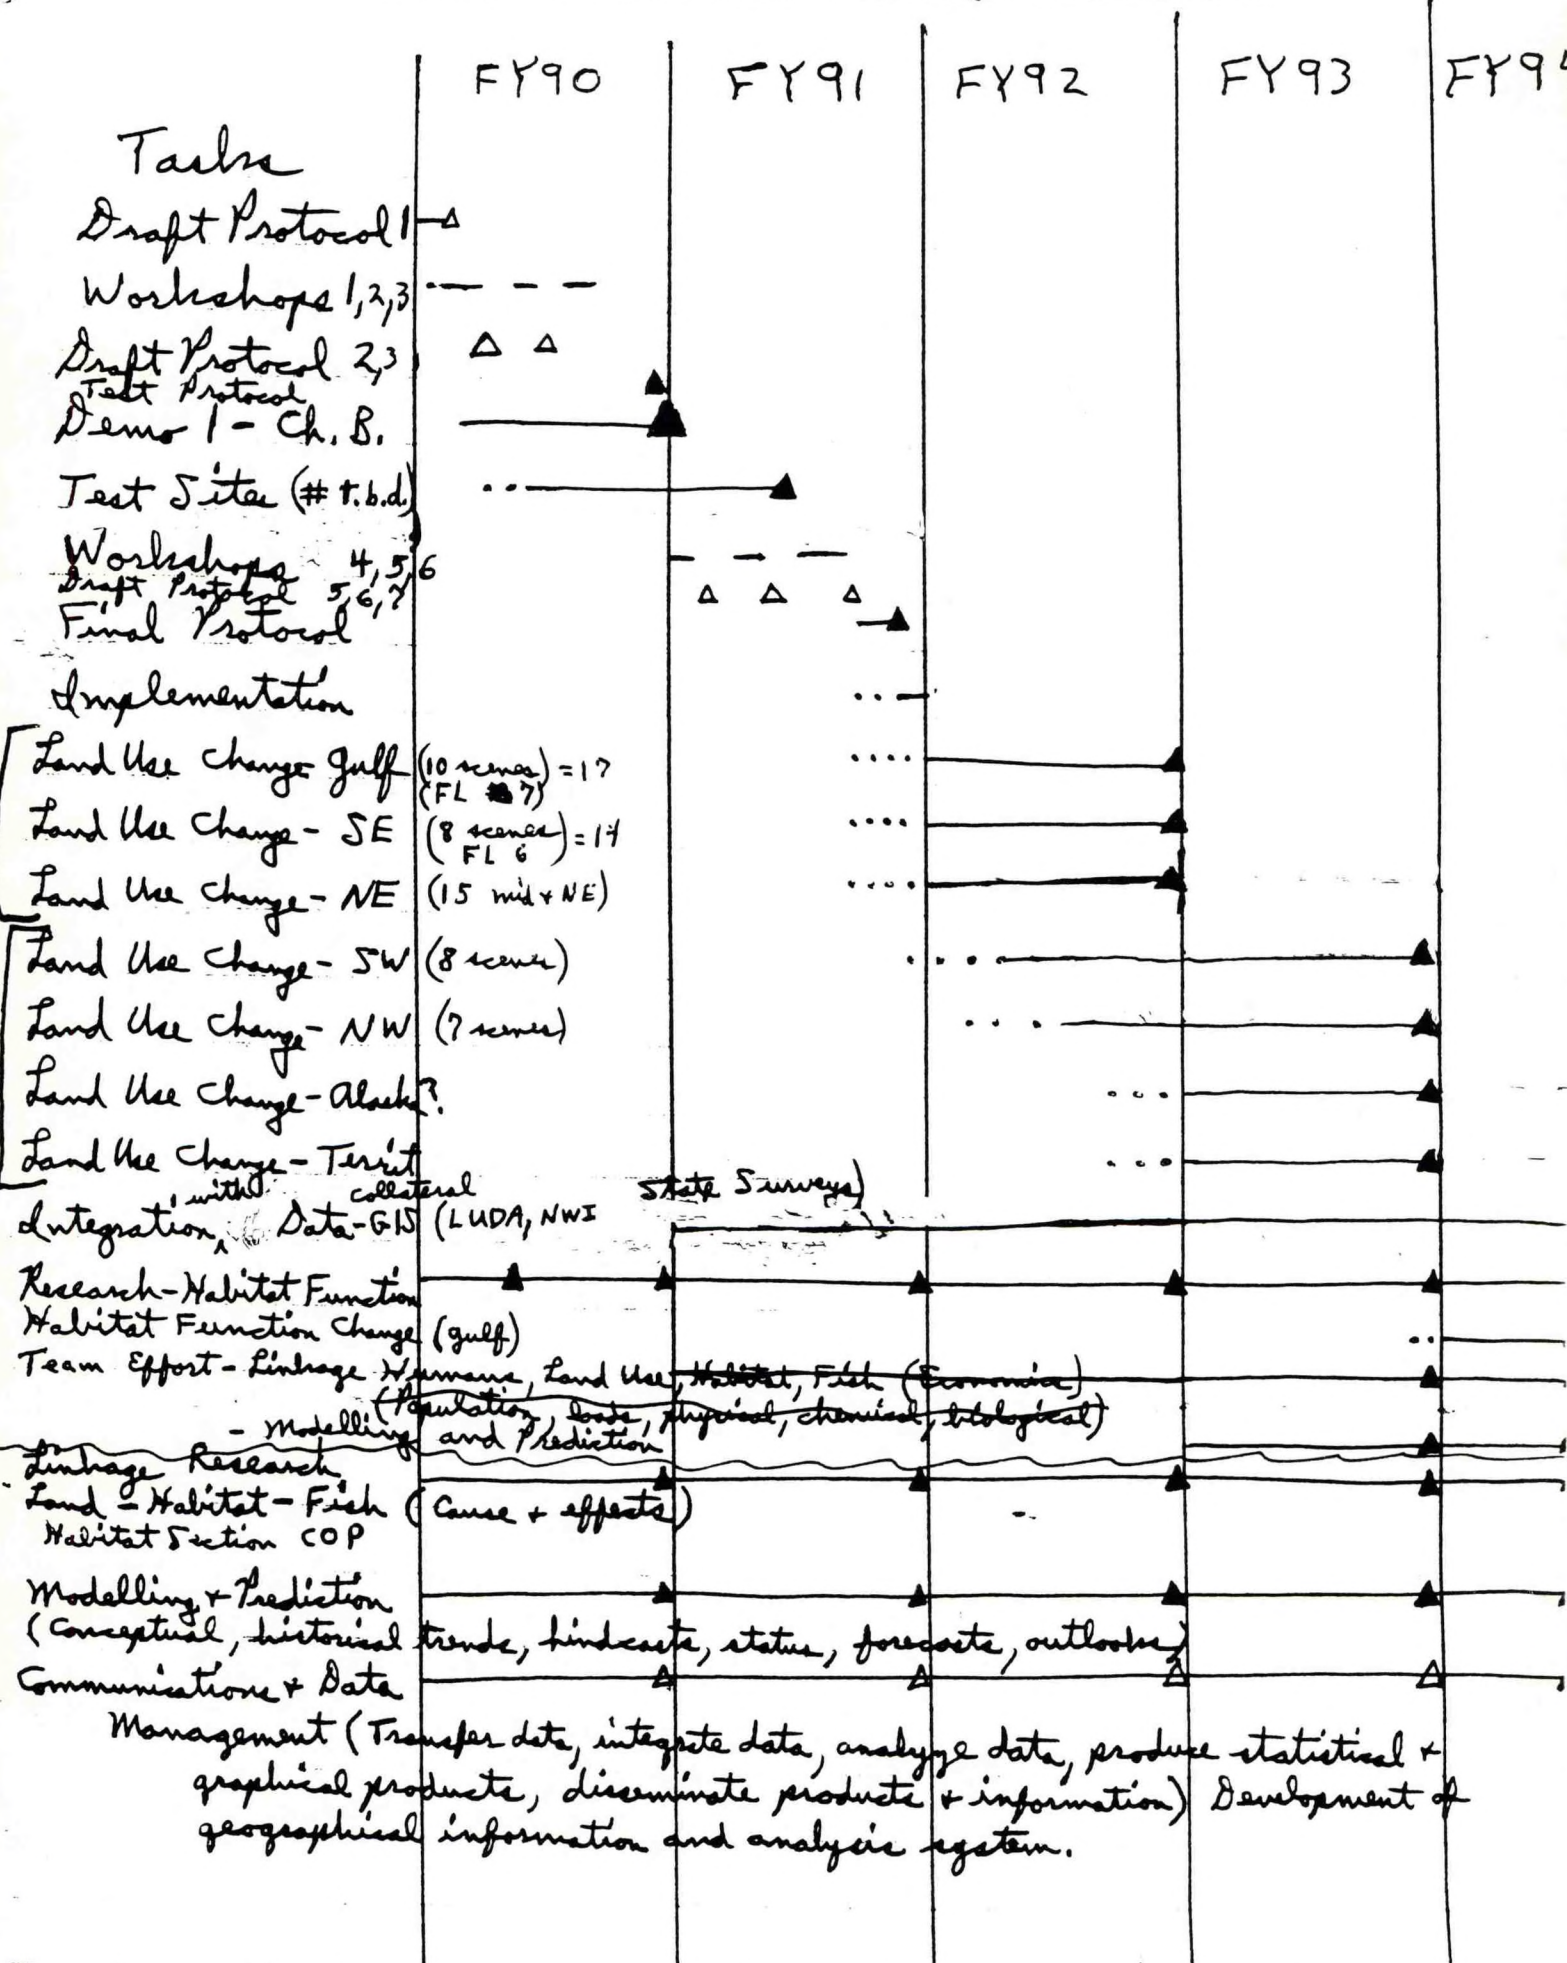 FY90 FY91 FY92 FY93 FY9
Tasks
Draft Protocol 1
Workshops 1,2,3
Draft Protocol 2,3
Test Protocol
Demo 1 - Ch. B.
Test Sites (# t.b.d.)
Workshops 4,5,6
Draft Protocol 5,6,7
Final Protocol
Implementation
Land Use Change Gulf (10 scenes) = 17
(FL 7)
Land Use Change - SE (8 scenes) = 14
FL 6
Land Use Change - NE (15 mid + NE)
Land Use Change - SW (8 scenes)
Land Use Change - NW (7 scenes)
Land Use Change - Alaska?
Land Use Change - Territ
with collateral State Surveys)
Integration, Data-GIS (LUDA, NWI
Research-Habitat Function
Habitat Function Change (gulf)
Team Effort - Linkage Humans, Land Use, Habitat, Fish (Economics)
(Population, loads, physical, chemical, biological)
- Modelling and Prediction
Linkage Research
Land - Habitat - Fish (Cause + effects)
Habitat Section COP
Modelling + Prediction
(Conceptual, historical trends, hindcasts, status, forecasts, outlooks)
Communications + Data
Management (Transfer data, integrate data, analyze data, produce statistical +
graphical products, disseminate products + information) Development of
geographical information and analysis system.